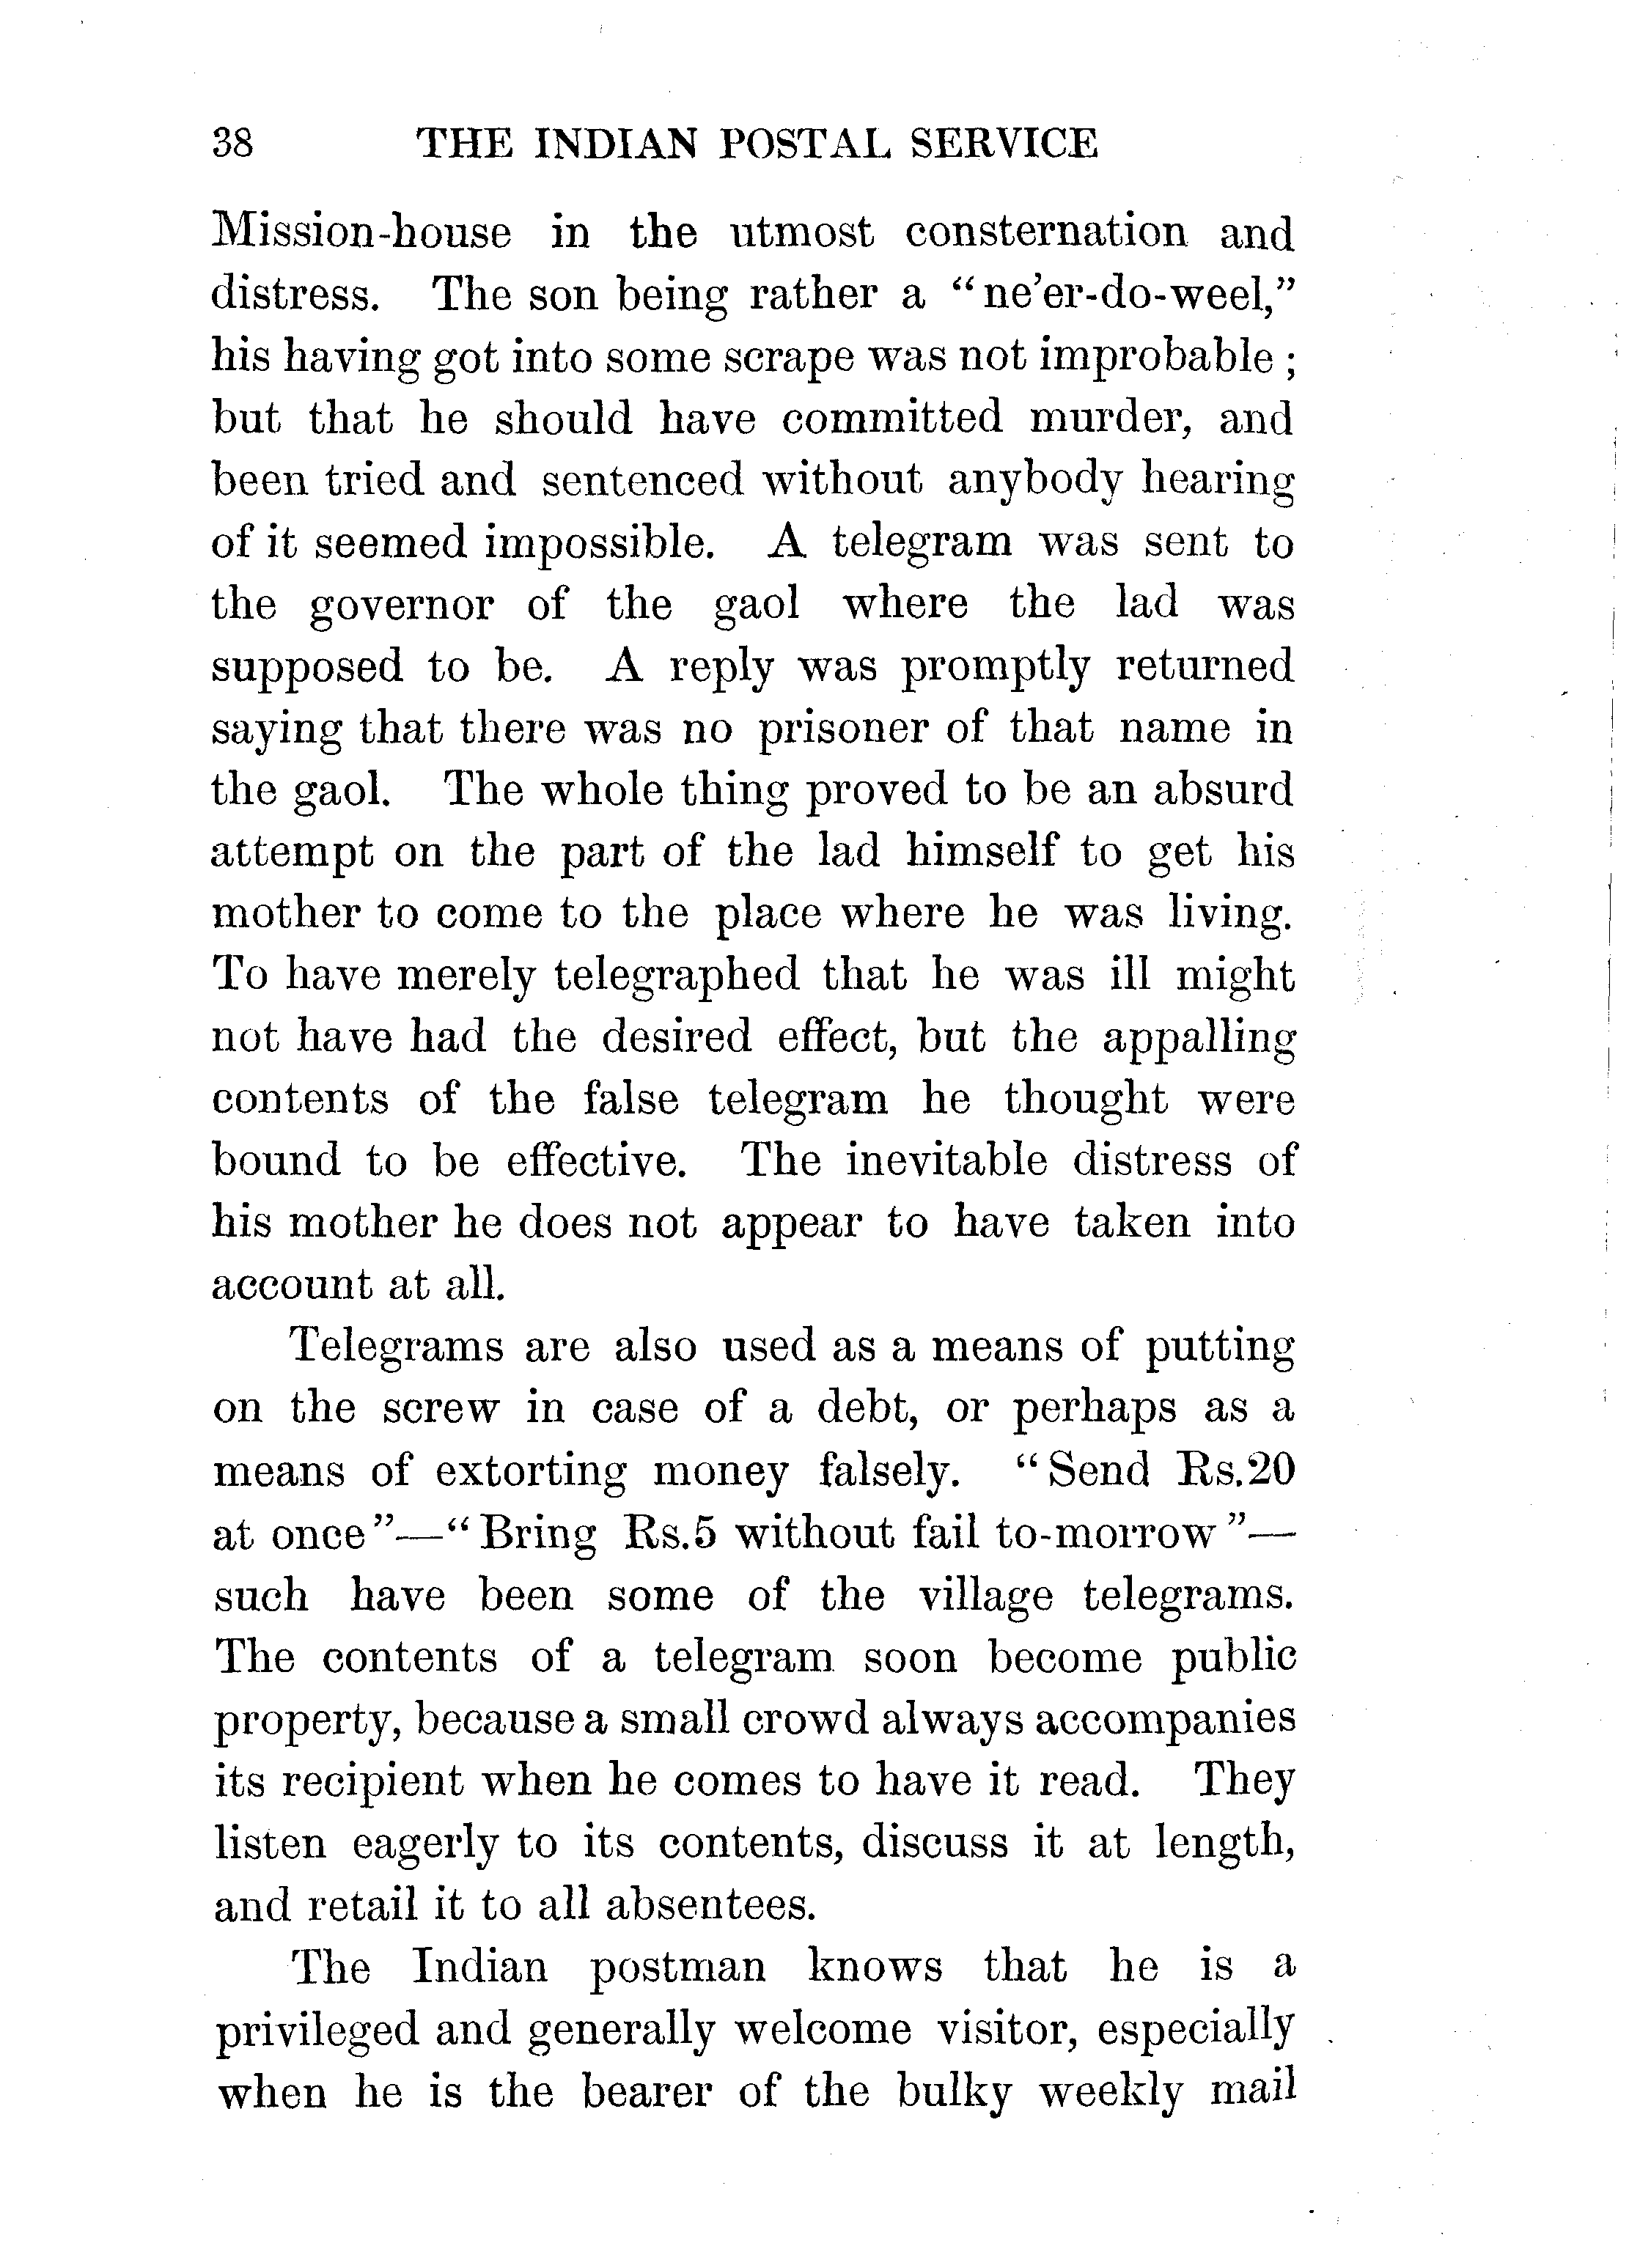 38 THE INDIAN POSTAL SERVICE
Mission-house in the utmost consternation and
distress. The son being rather a “ne’er-do-weel,”
his having got into some scrape was not improbable ;
but that he should have committed murder, and
been tried and sentenced without anybody hearing
of it seemed impossible. A telegram was sent to
the governor of the gaol where the lad was
supposed to be. A reply was promptly returned
saying that there was no prisoner of that name in
the gaol. The whole thing proved to be an absurd
attempt on the part of the lad himself to get his
mother to come to the place where he was living.
To have merely telegraphed that he was ill might
not have had the desired effect, but the appalling
contents of the false telegram he thought were
bound to be effective. The inevitable distress of
his mother he does not appear to have taken into
account at all.
Telegrams are also used as a means of putting
on the screw in case of a debt, or perhaps as a
means of extorting money falsely. “Send Rs.20
at once”—“Bring Rs.5 without fail to-morrow”—
such have been some of the village telegrams.
The contents of a telegram soon become public
property, because a small crowd always accompanies
its recipient when he comes to have it read. They
listen eagerly to its contents, discuss it at length,
and retail it to all absentees.
The Indian postman knows that he is a
privileged and generally welcome visitor, especially
when he is the bearer of the bulky weekly mail